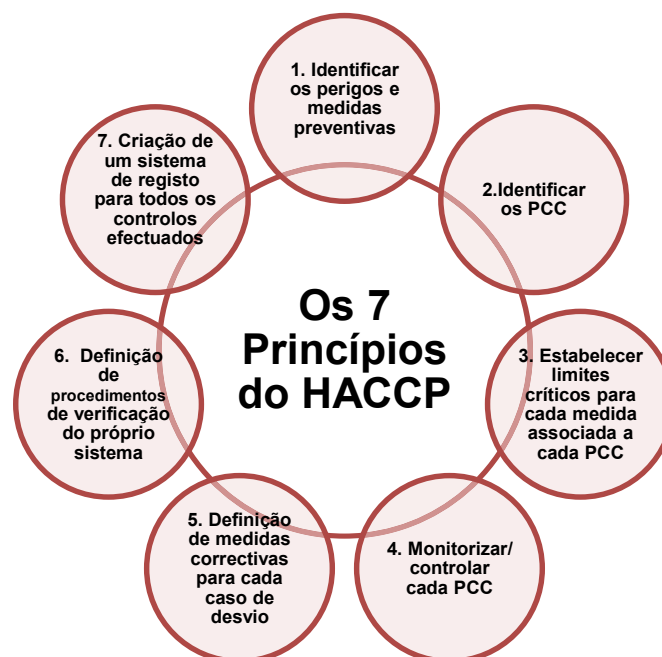 Os 7
Princípios
do HACCP
1. Identificar
os perigos e
medidas
preventivas
2.Identificar
os PCC
3. Estabelecer
limites
críticos para
cada medida
associada a
cada PCC
4. Monitorizar/
controlar
cada PCC
5. Definição
de medidas
correctivas
para cada
caso de
desvio
6. Definição
de
procedimentos
de verificação
do próprio
sistema
7. Criação de
um sistema
de registo
para todos os
controlos
efectuados